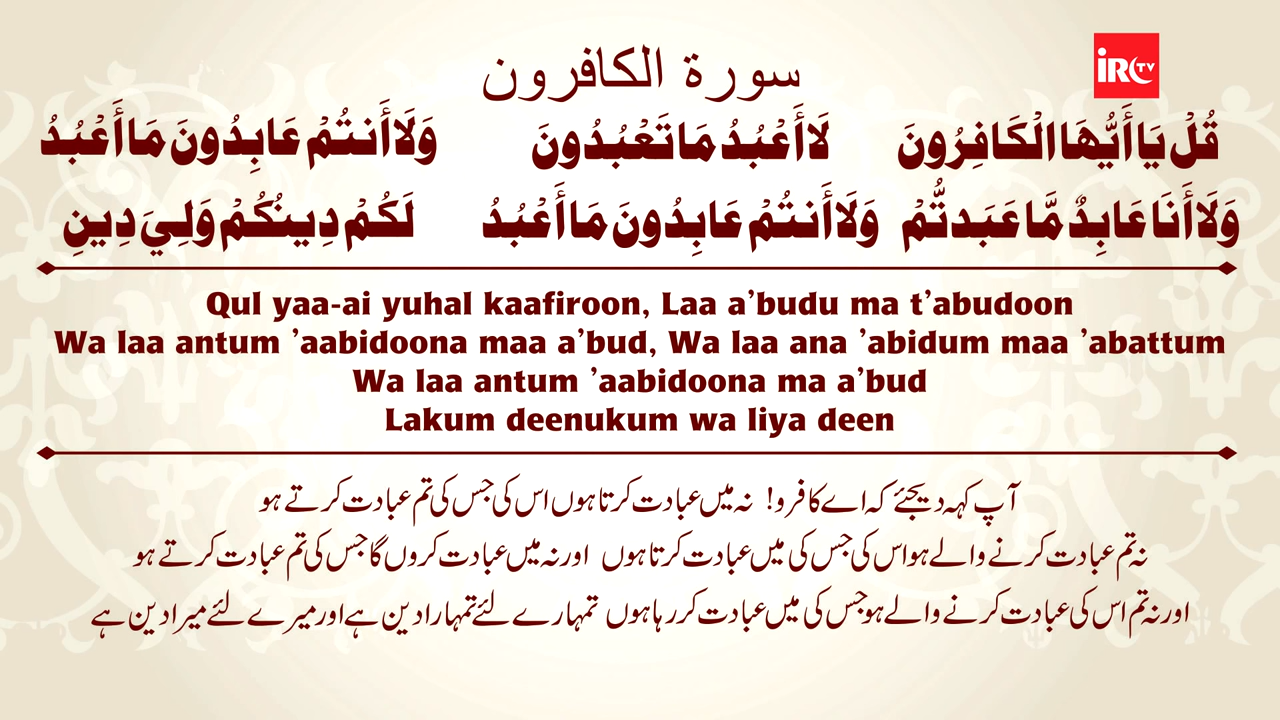 سورة الكافرون
iRC TV
قُلْ يَا أَيُّهَا الْكَافِرُونَ لَا أَعْبُدُ مَا تَعْبُدُونَ وَلَا أَنتُمْ عَابِدُونَ مَا أَعْبُدُ
وَلَا أَنَا عَابِدٌ مَّا عَبَدتُّمْ وَلَا أَنتُمْ عَابِدُونَ مَا أَعْبُدُ لَكُمْ دِينُكُمْ وَلِيَ دِينِ
Qul yaa-ai yuhal kaafiroon, Laa a’budu ma t’abudoon
Wa laa antum ’aabidoona maa a’bud, Wa laa ana ’abidum maa ’abattum
Wa laa antum ’aabidoona ma a’bud
Lakum deenukum wa liya deen
آپ کہہ دیجئے کہ اے کافرو! نہ میں عبادت کرتا ہوں اس کی جس کی تم عبادت کرتے ہو
نہ تم عبادت کرنے والے ہو اس کی جس کی میں عبادت کرتا ہوں اور نہ میں عبادت کروں گا جس کی تم عبادت کرتے ہو
اور نہ تم اس کی عبادت کرنے والے ہو جس کی میں عبادت کر رہا ہوں تمہارے لئے تمہارا دین ہے اور میرے لئے میرا دین ہے